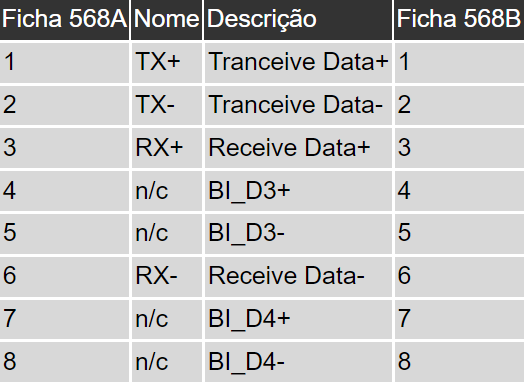 Ficha 568A Nome Descrição Ficha 568B
1 TX+ Tranceive Data+ 1
2 TX- Tranceive Data- 2
3 RX+ Receive Data+ 3
4 n/c BI_D3+ 4
5 n/c BI_D3- 5
6 RX- Receive Data- 6
7 n/c BI_D4+ 7
8 n/c BI_D4- 8